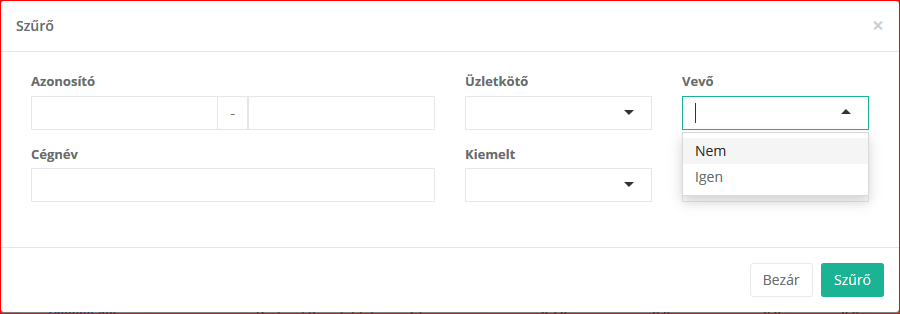 Szűrő
×
Azonosító
Üzletkötő
Vevő
-
Cégnév
Kiemelt
Nem
Igen
Bezár
Szűrő